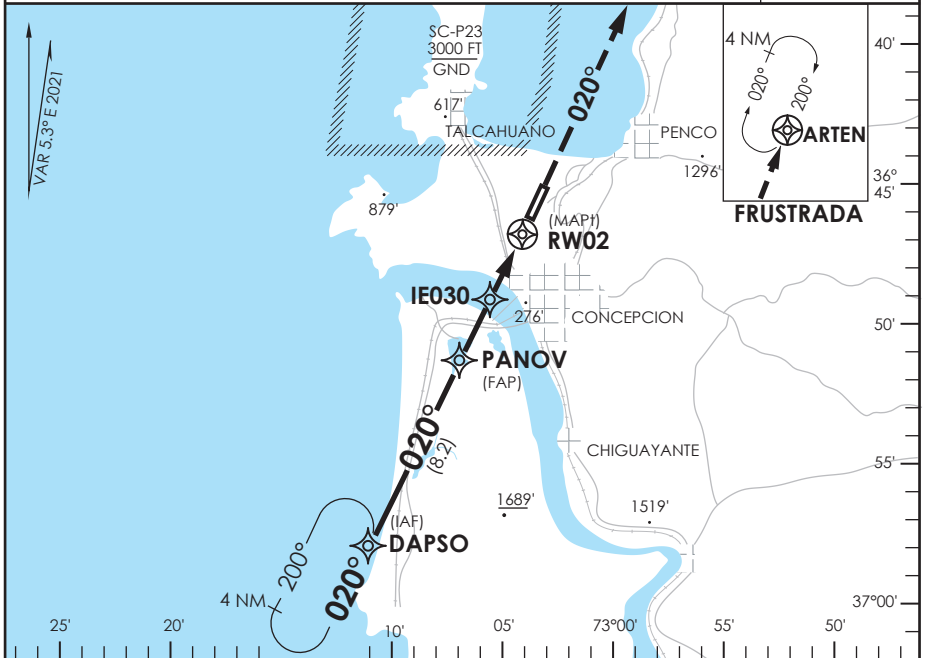 VAR 5.3° E 2021
SC-P23
3000 FT
GND
617'
TALCAHUANO
020°
PENCO
1296'
4 NM
020°
200°
ARTEN
FRUSTRADA
40'
36°
45'
879'
(MAPt)
RW02
IE030
276'
CONCEPCION
50'
PANOV
(FAP)
020°
(8.2)
CHIGUAYANTE
55'
1689'
1519'
(IAF)
DAPSO
200°
020°
4 NM
37°00'
25'
20'
10'
05'
73°00'
55'
50'